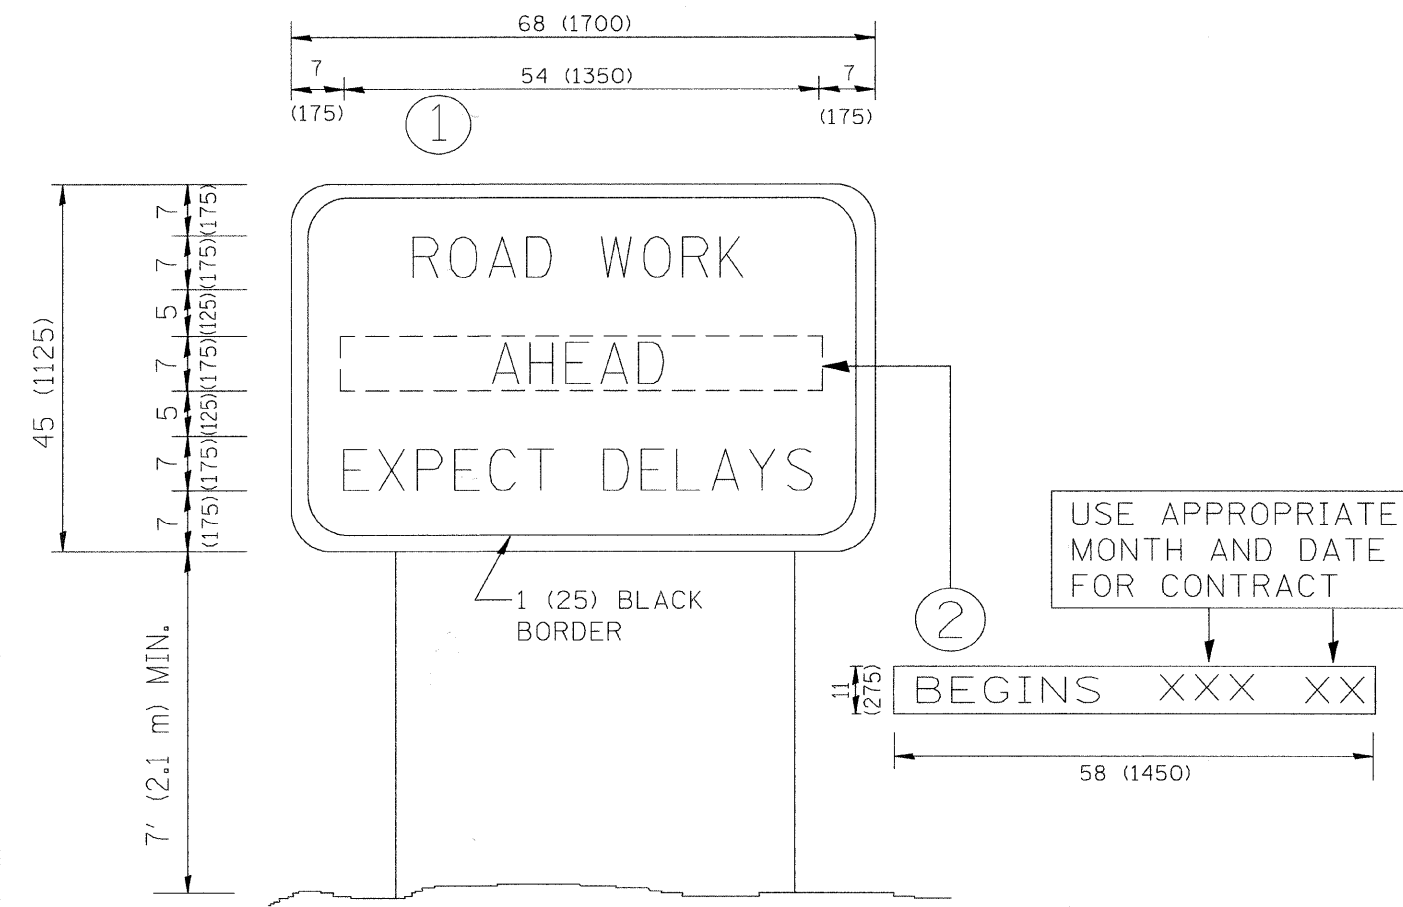 68 (1700)
7
54 (1350)
7
(175)
(175)
1
45 (1125)
7 (175)
7 (175)
5 (125)
7 (175)
5 (125)
7 (175)
7 (175)
ROAD WORK
AHEAD
EXPECT DELAYS
1 (25) BLACK
BORDER
7' (2.1 m) MIN.
2
USE APPROPRIATE
MONTH AND DATE
FOR CONTRACT
11
(275)
BEGINS XXX XX
58 (1450)